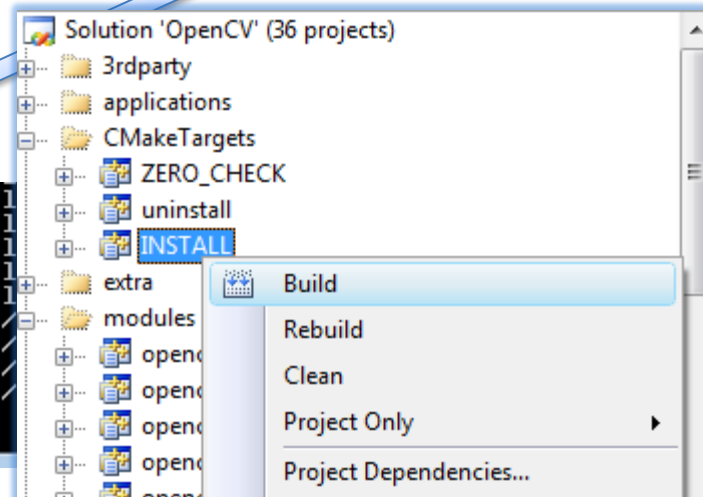 Solution 'OpenCV' (36 projects)
3rdparty
applications
CMakeTargets
ZERO_CHECK
uninstall
INSTALL
extra
modules
Build
Rebuild
Clean
Project Only
Project Dependencies...